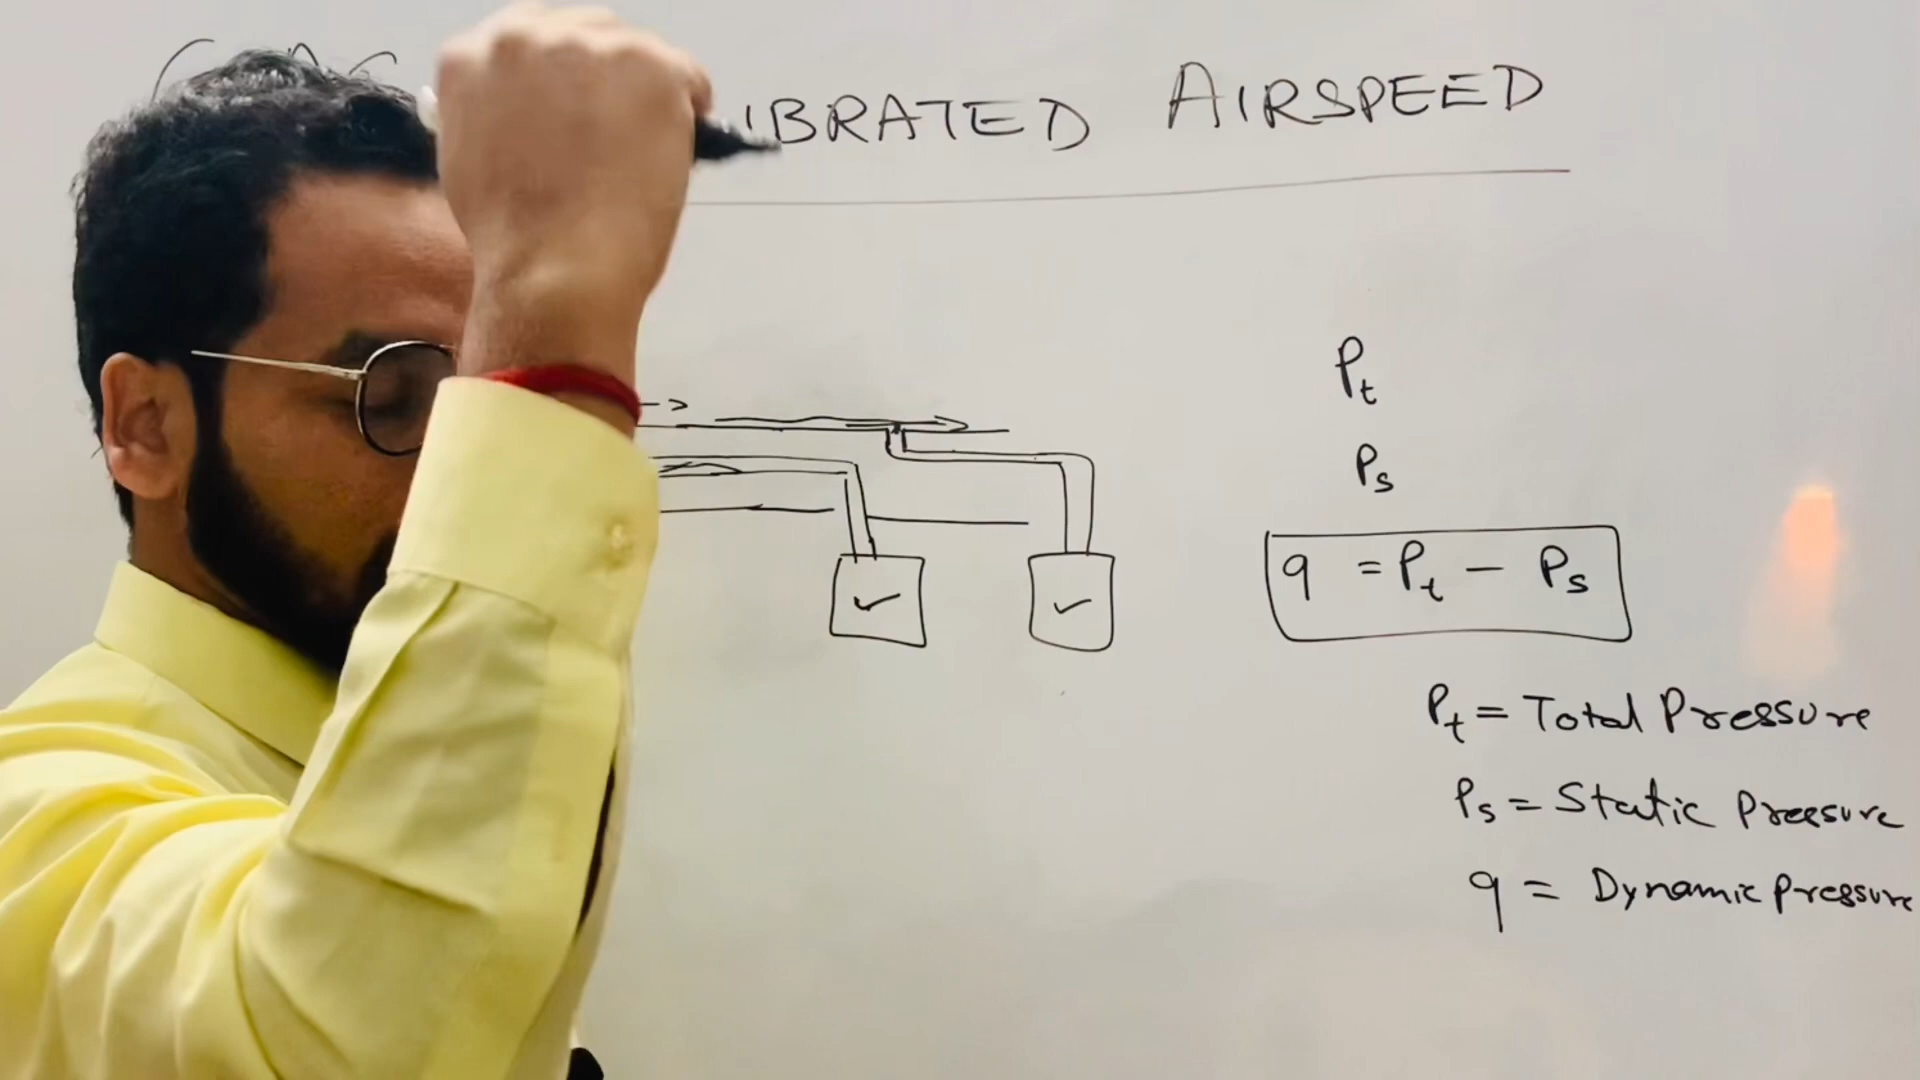 IBRATED AIRSPEED
Pt
Ps
q = Pt - Ps
Pt = Total Pressure
Ps = Static Pressure
q = Dynamic Pressure